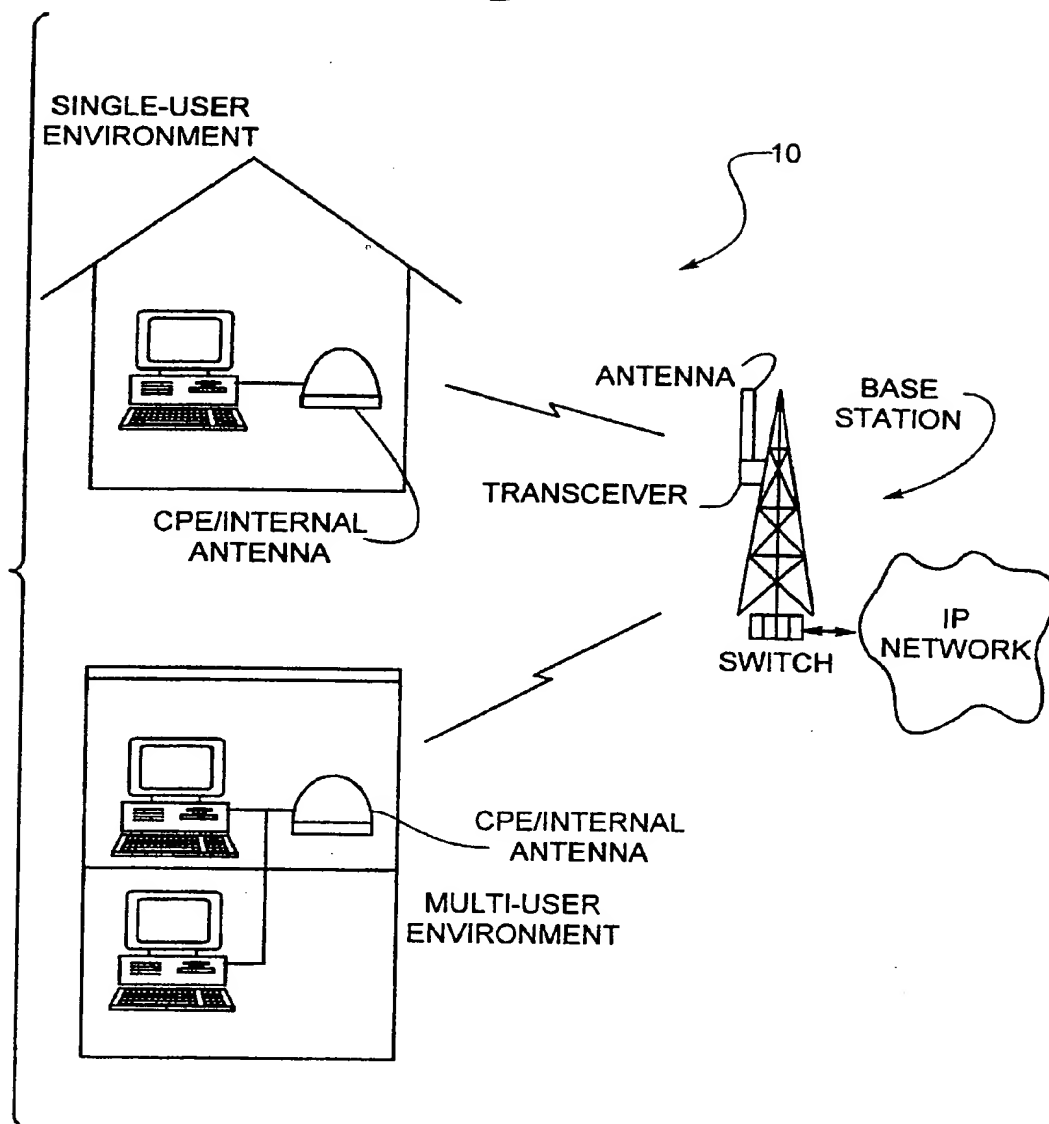 SINGLE-USER
ENVIRONMENT
10
ANTENNA
BASE
STATION
TRANSCEIVER
CPE/INTERNAL
ANTENNA
IP
NETWORK
SWITCH
CPE/INTERNAL
ANTENNA
MULTI-USER
ENVIRONMENT